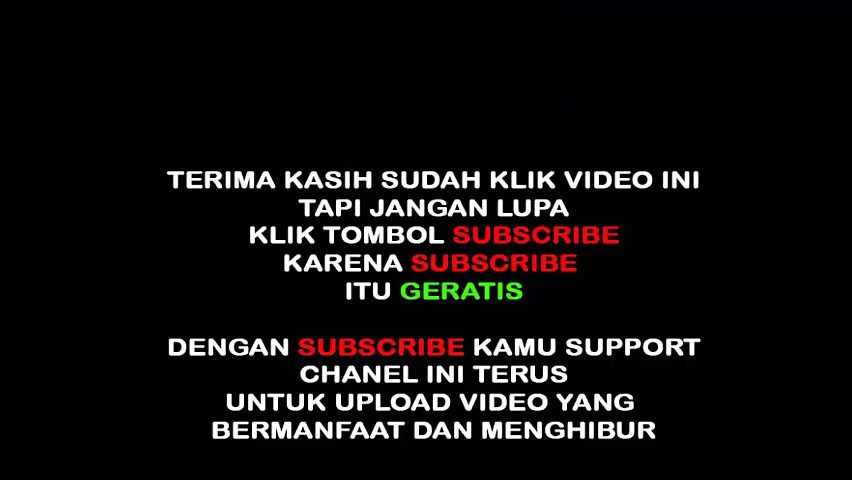 TERIMA KASIH SUDAH KLIK VIDEO INI
TAPI JANGAN LUPA
KLIK TOMBOL SUBSCRIBE
KARENA SUBSCRIBE
ITU GERATIS
DENGAN SUBSCRIBE KAMU SUPPORT
CHANEL INI TERUS
UNTUK UPLOAD VIDEO YANG
BERMANFAAT DAN MENGHIBUR